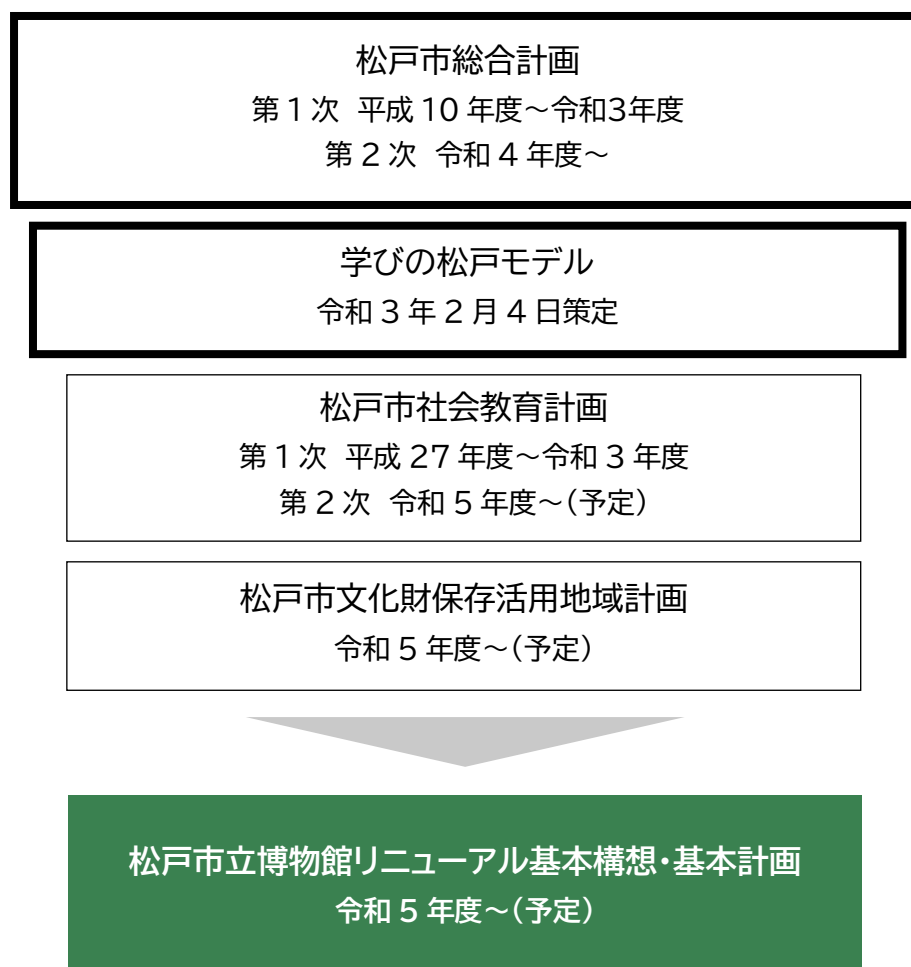 松戸市総合計画
第1次 平成10年度～令和3年度
第2次 令和4年度～
学びの松戸モデル
令和3年2月4日策定
松戸市社会教育計画
第1次 平成27年度～令和3年度
第2次 令和5年度～(予定)
松戸市文化財保存活用地域計画
令和5年度～(予定)
松戸市立博物館リニューアル基本構想・基本計画
令和5年度～(予定)